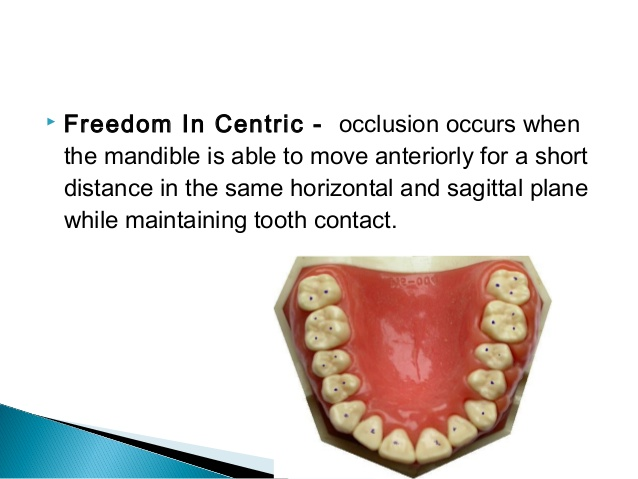 Freedom In Centric - occlusion occurs when
the mandible is able to move anteriorly for a short
distance in the same horizontal and sagittal plane
while maintaining tooth contact.